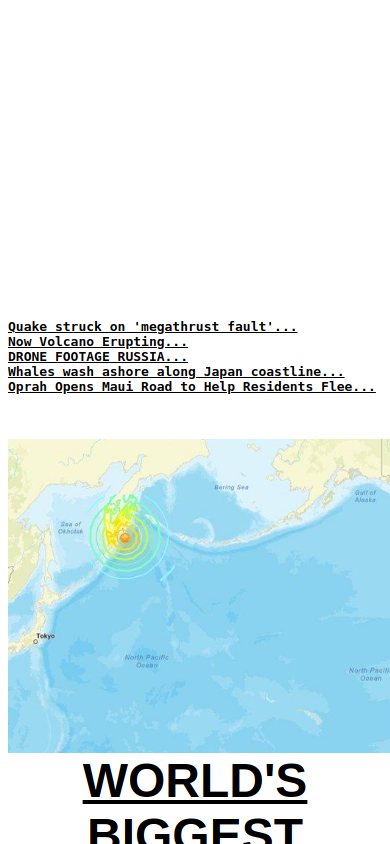 Quake struck on 'megathrust fault'...
Now Volcano Erupting...
DRONE FOOTAGE RUSSIA...
Whales wash ashore along Japan coastline...
Oprah Opens Maui Road to Help Residents Flee...
Bering Sea
Gulf of
Alaska
Sea of
Okhotsk
Tokyo
North Pacific
Ocean
North Pacifi
Ocean
WORLD'S
BIGGEST